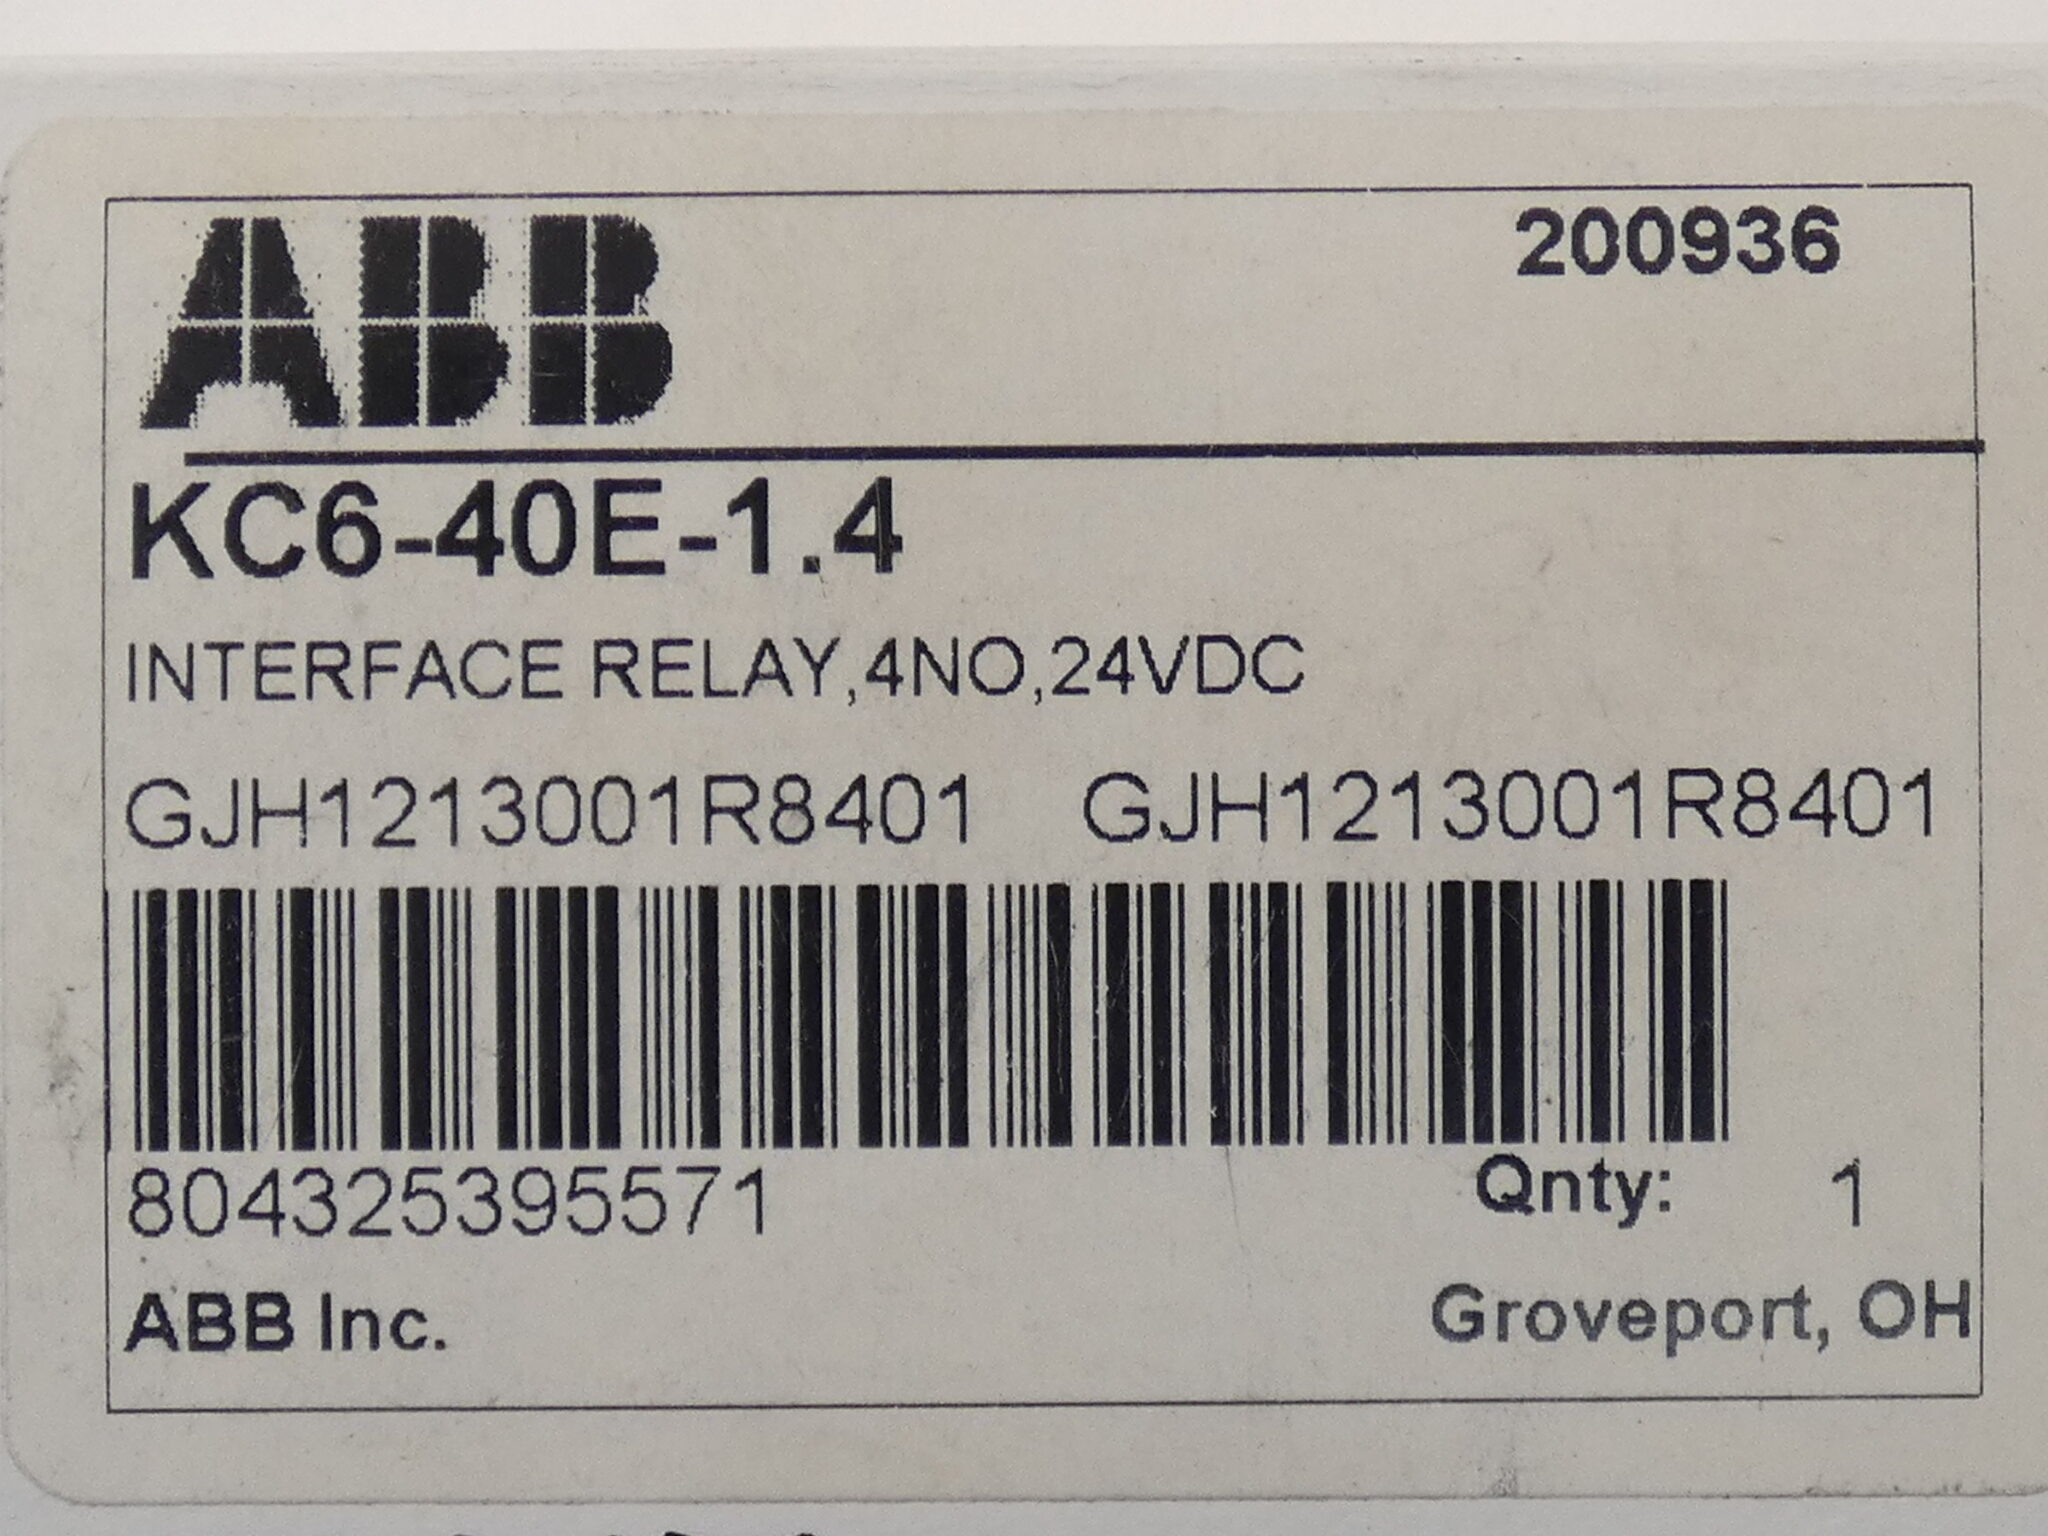 ABB 200936
KC6-40E-1.4
INTERFACE RELAY,4NO,24VDC
GJH1213001R8401 GJH1213001R8401
804325395571 Qnty: 1
ABB Inc. Groveport, OH